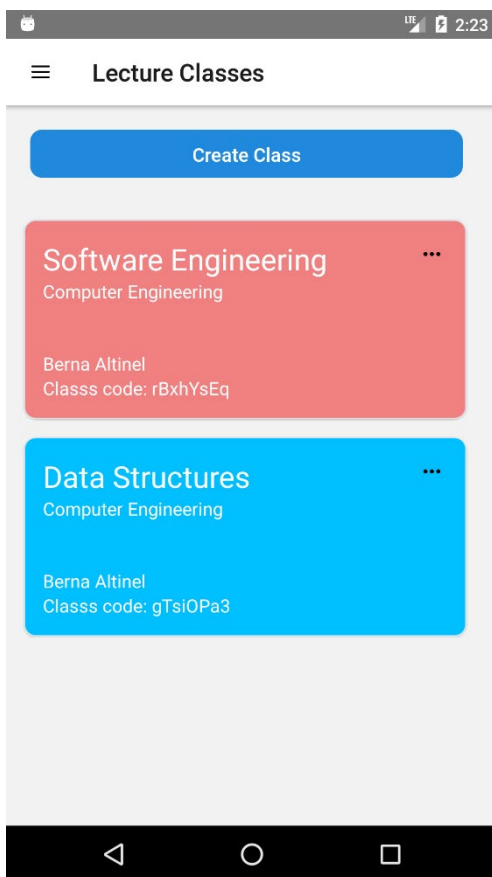 LTE 2:23
Lecture Classes
Create Class
Software Engineering
Computer Engineering
Berna Altinel
Classs code: rBxhYsEq
Data Structures
Computer Engineering
Berna Altinel
Classs code: gTsiOPa3